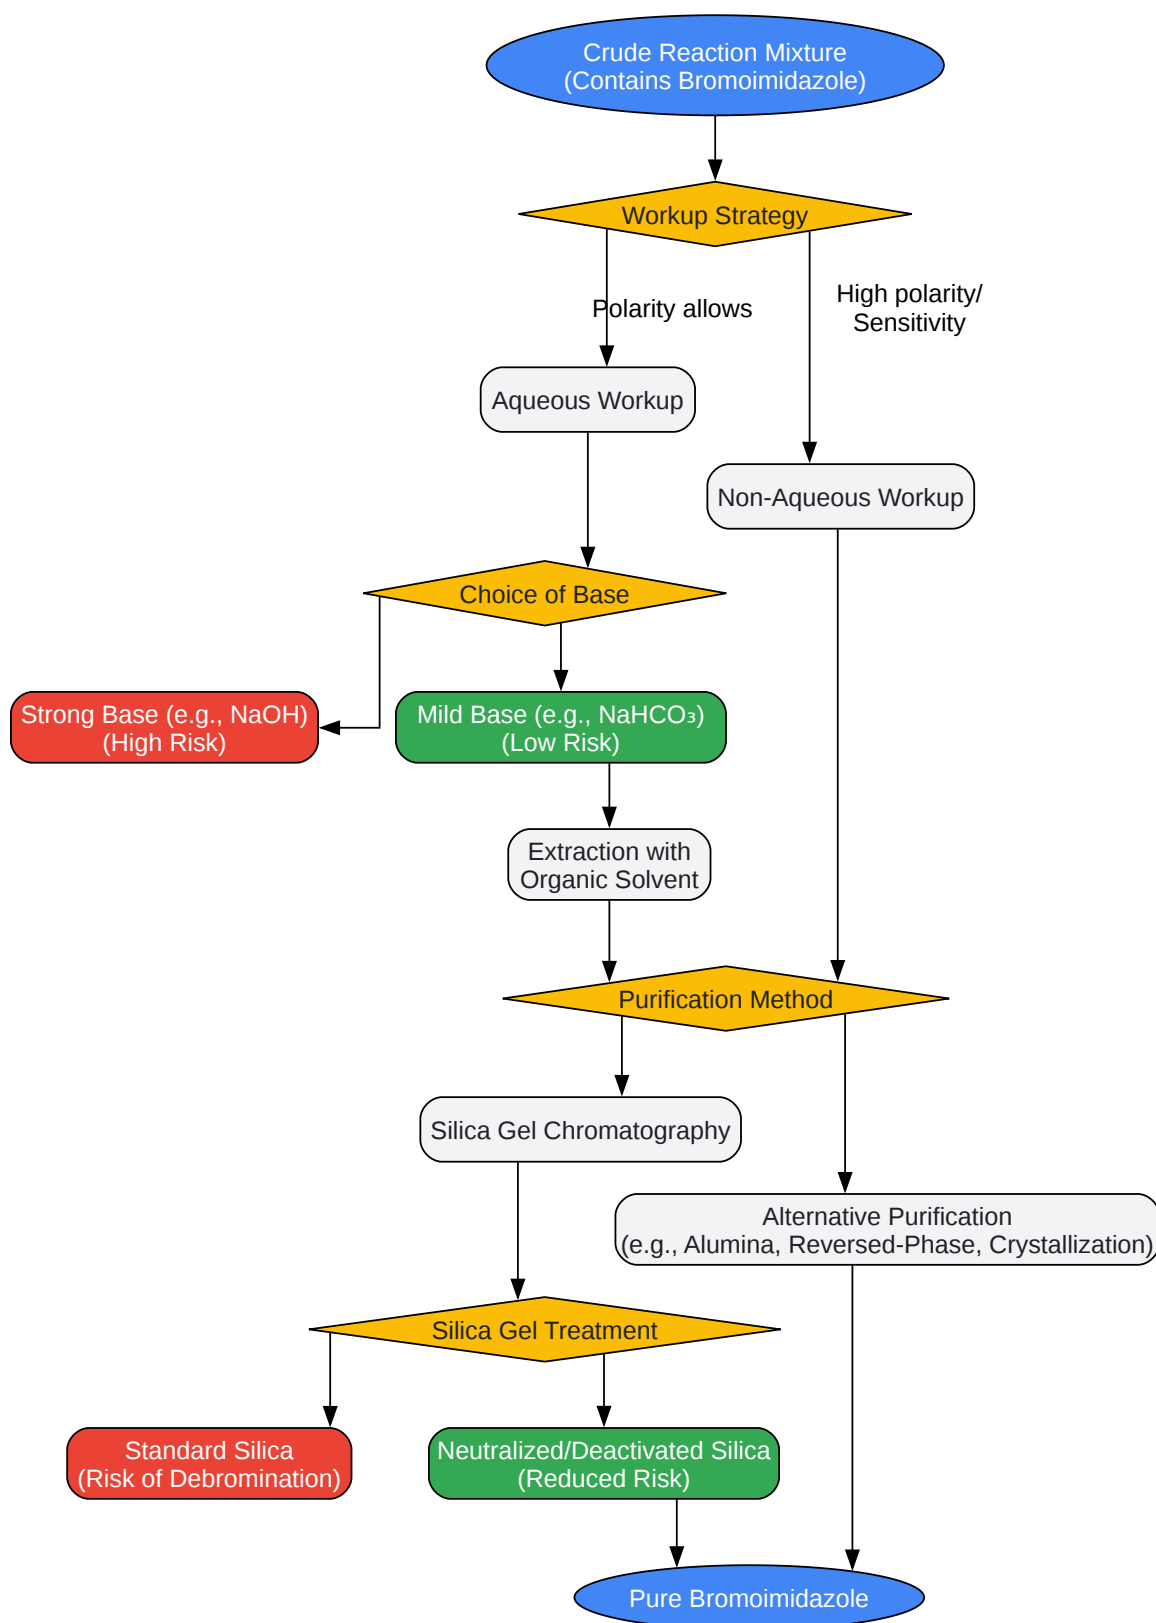 Crude Reaction Mixture
(Contains Bromoimidazole)
Workup Strategy
Polarity allows
High polarity/
Sensitivity
Aqueous Workup
Non-Aqueous Workup
Choice of Base
Strong Base (e.g., NaOH)
(High Risk)
Mild Base (e.g., NaHCO₃)
(Low Risk)
Extraction with
Organic Solvent
Purification Method
Silica Gel Chromatography
Alternative Purification
(e.g., Alumina, Reversed-Phase, Crystallization)
Silica Gel Treatment
Standard Silica
(Risk of Debromination)
Neutralized/Deactivated Silica
(Reduced Risk)
Pure Bromoimidazole